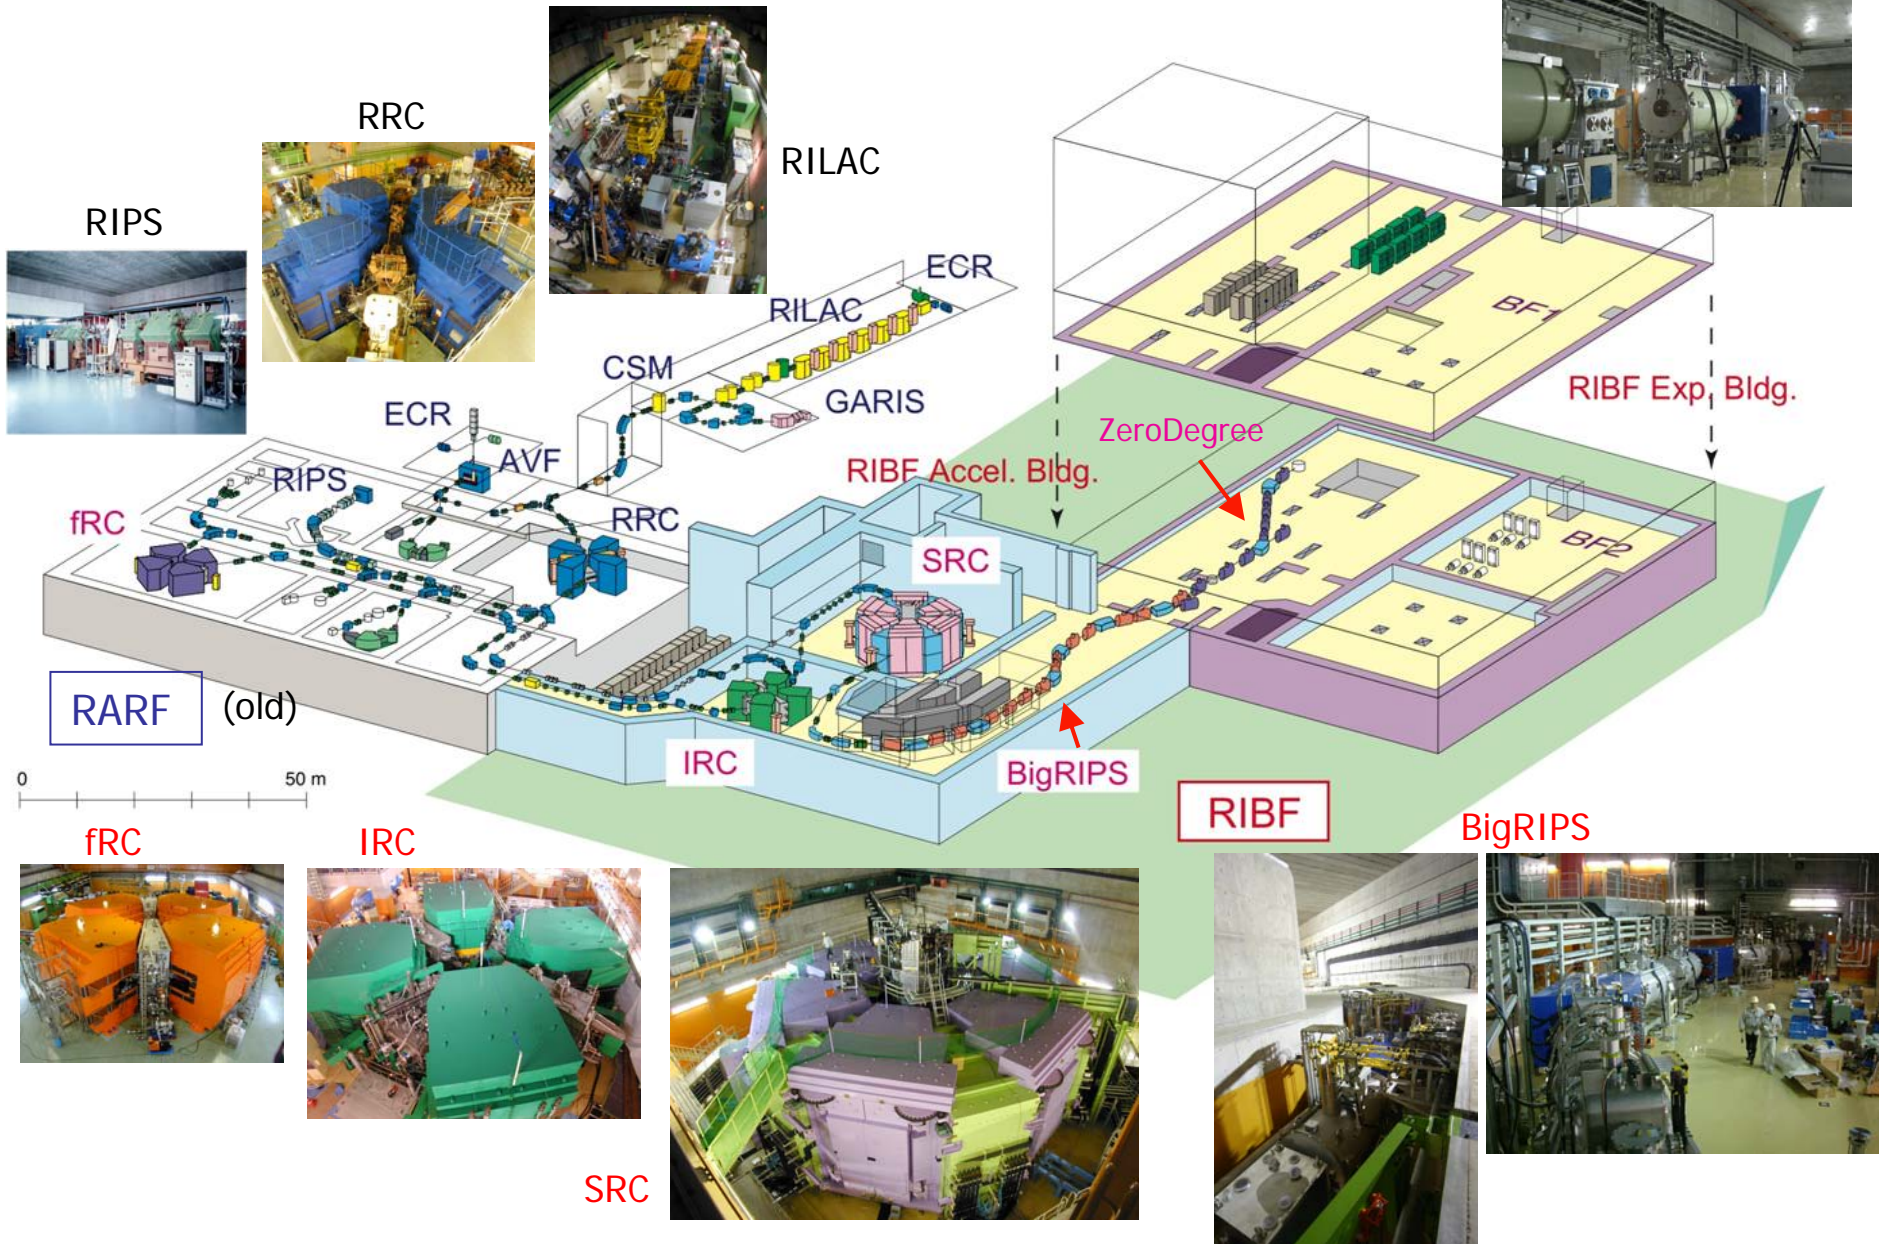 RRC
RILAC
RIPS
ECR
RILAC
CSM
GARIS
ECR
AVF
RIPS
fRC
RRC
BF1
RIBF Exp. Bldg.
ZeroDegree
RIBF Accel. Bldg.
SRC
BF2
RARF (old)
IRC
BigRIPS
0 50 m
RIBF
fRC
IRC
BigRIPS
SRC